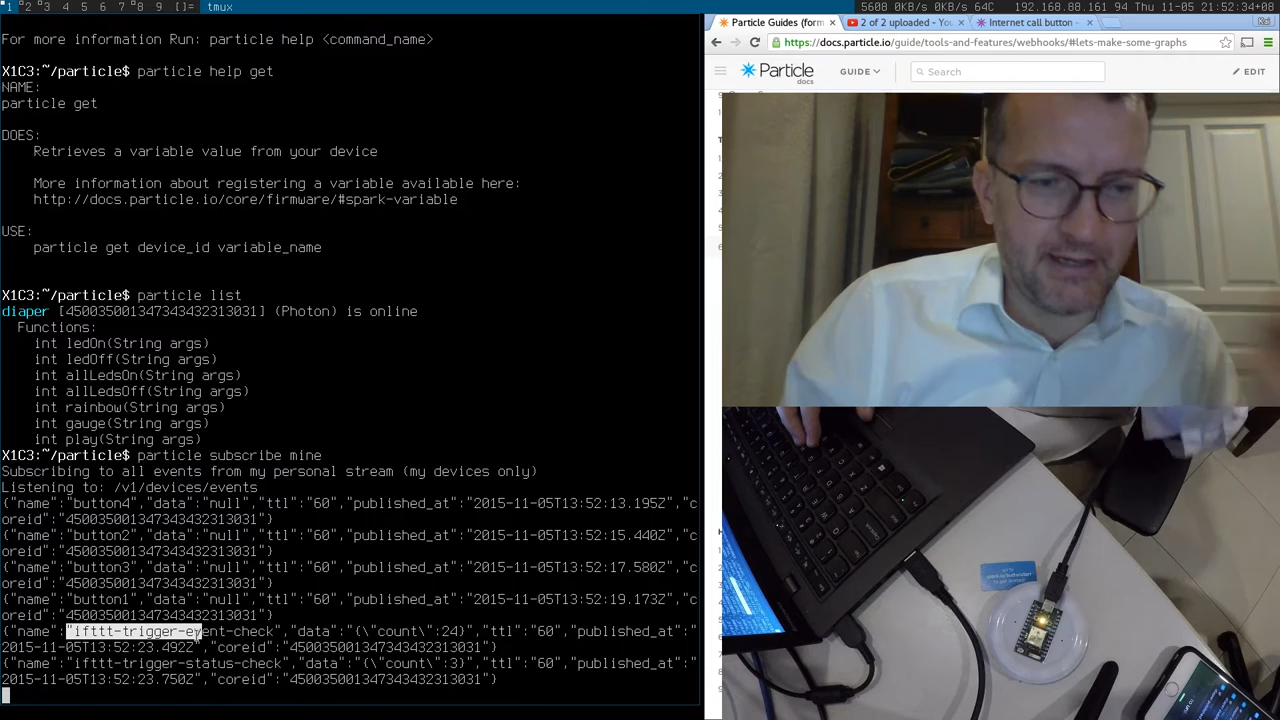 1 2 3 4 5 6 7 8 9 []= tmux
5608 0KB/s 0KB/s 192.168.88.161 94 Thu 05-11-05 21:52:34+08
For more information Run: particle help <command_name>
X1C3:~/particle$ particle help get
NAME:
particle get
DOES:
Retrieves a variable value from your device
More information about registering a variable available here:
http://docs.particle.io/core/firmware/#spark-variable
USE:
particle get device_id variable_name
X1C3:~/particle$ particle list
diaper [450035001347343432313031] (Photon) is online
Functions:
int ledOn(String args)
int ledOff(String args)
int allLedsOn(String args)
int allLedsOff(String args)
int rainbow(String args)
int gauge(String args)
int play(String args)
X1C3:~/particle$ particle subscribe mine
Subscribing to all events from my personal stream (my devices only)
Listening to: /v1/devices/events
{"name":"button4","data":"null","ttl":"60","published_at":"2015-11-05T13:52:13.195Z","c
oreid":"450035001347343432313031"}
{"name":"button2","data":"null","ttl":"60","published_at":"2015-11-05T13:52:15.440Z","c
oreid":"450035001347343432313031"}
{"name":"button3","data":"null","ttl":"60","published_at":"2015-11-05T13:52:17.580Z","c
oreid":"450035001347343432313031"}
{"name":"button1","data":"null","ttl":"60","published_at":"2015-11-05T13:52:19.173Z","c
oreid":"450035001347343432313031"}
{"name":"ifttt-trigger-event-check","data":"{\"count\":24}","ttl":"60","published_at":"
2015-11-05T13:52:23.492Z","coreid":"450035001347343432313031"}
{"name":"ifttt-trigger-status-check","data":"{\"count\":3}","ttl":"60","published_at":"
2015-11-05T13:52:23.750Z","coreid":"450035001347343432313031"}
Particle Guides (form
2 of 2 uploaded - You
Internet call button -
https://docs.particle.io/guide/tools-and-features/webhooks/#lets-make-some-graphs
Particle
docs
GUIDE
Search
EDIT